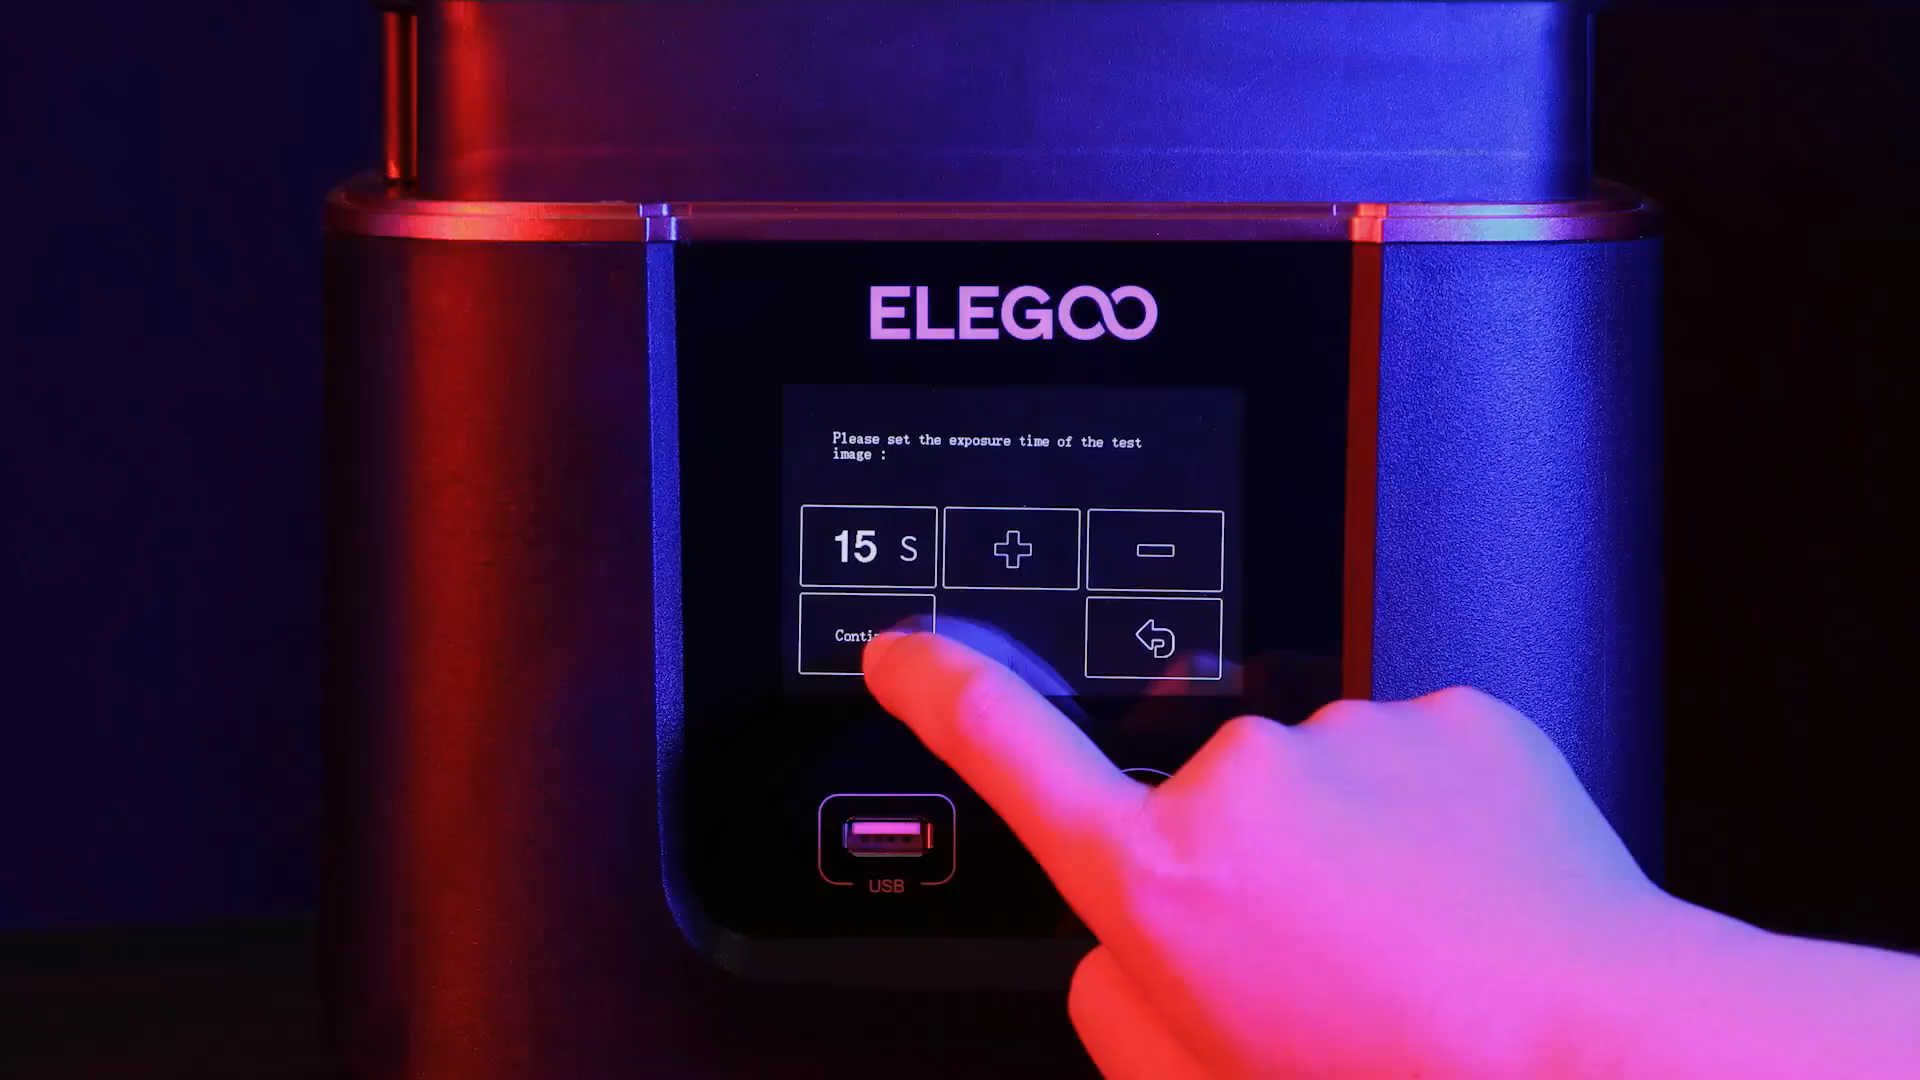 ELEGOO
Please set the exposure time of the test
image :
15 S
USB